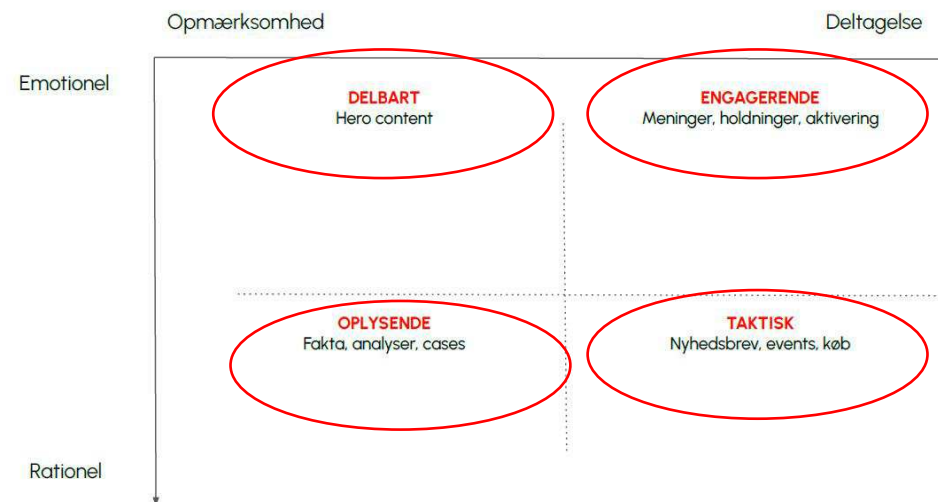 Opmærksomhed
Deltagelse
Emotionel
DELBART
Hero content
ENGAGERENDE
Meninger, holdninger, aktivering
OPLYSENDE
Fakta, analyser, cases
TAKTISK
Nyhedsbrev, events, køb
Rationel